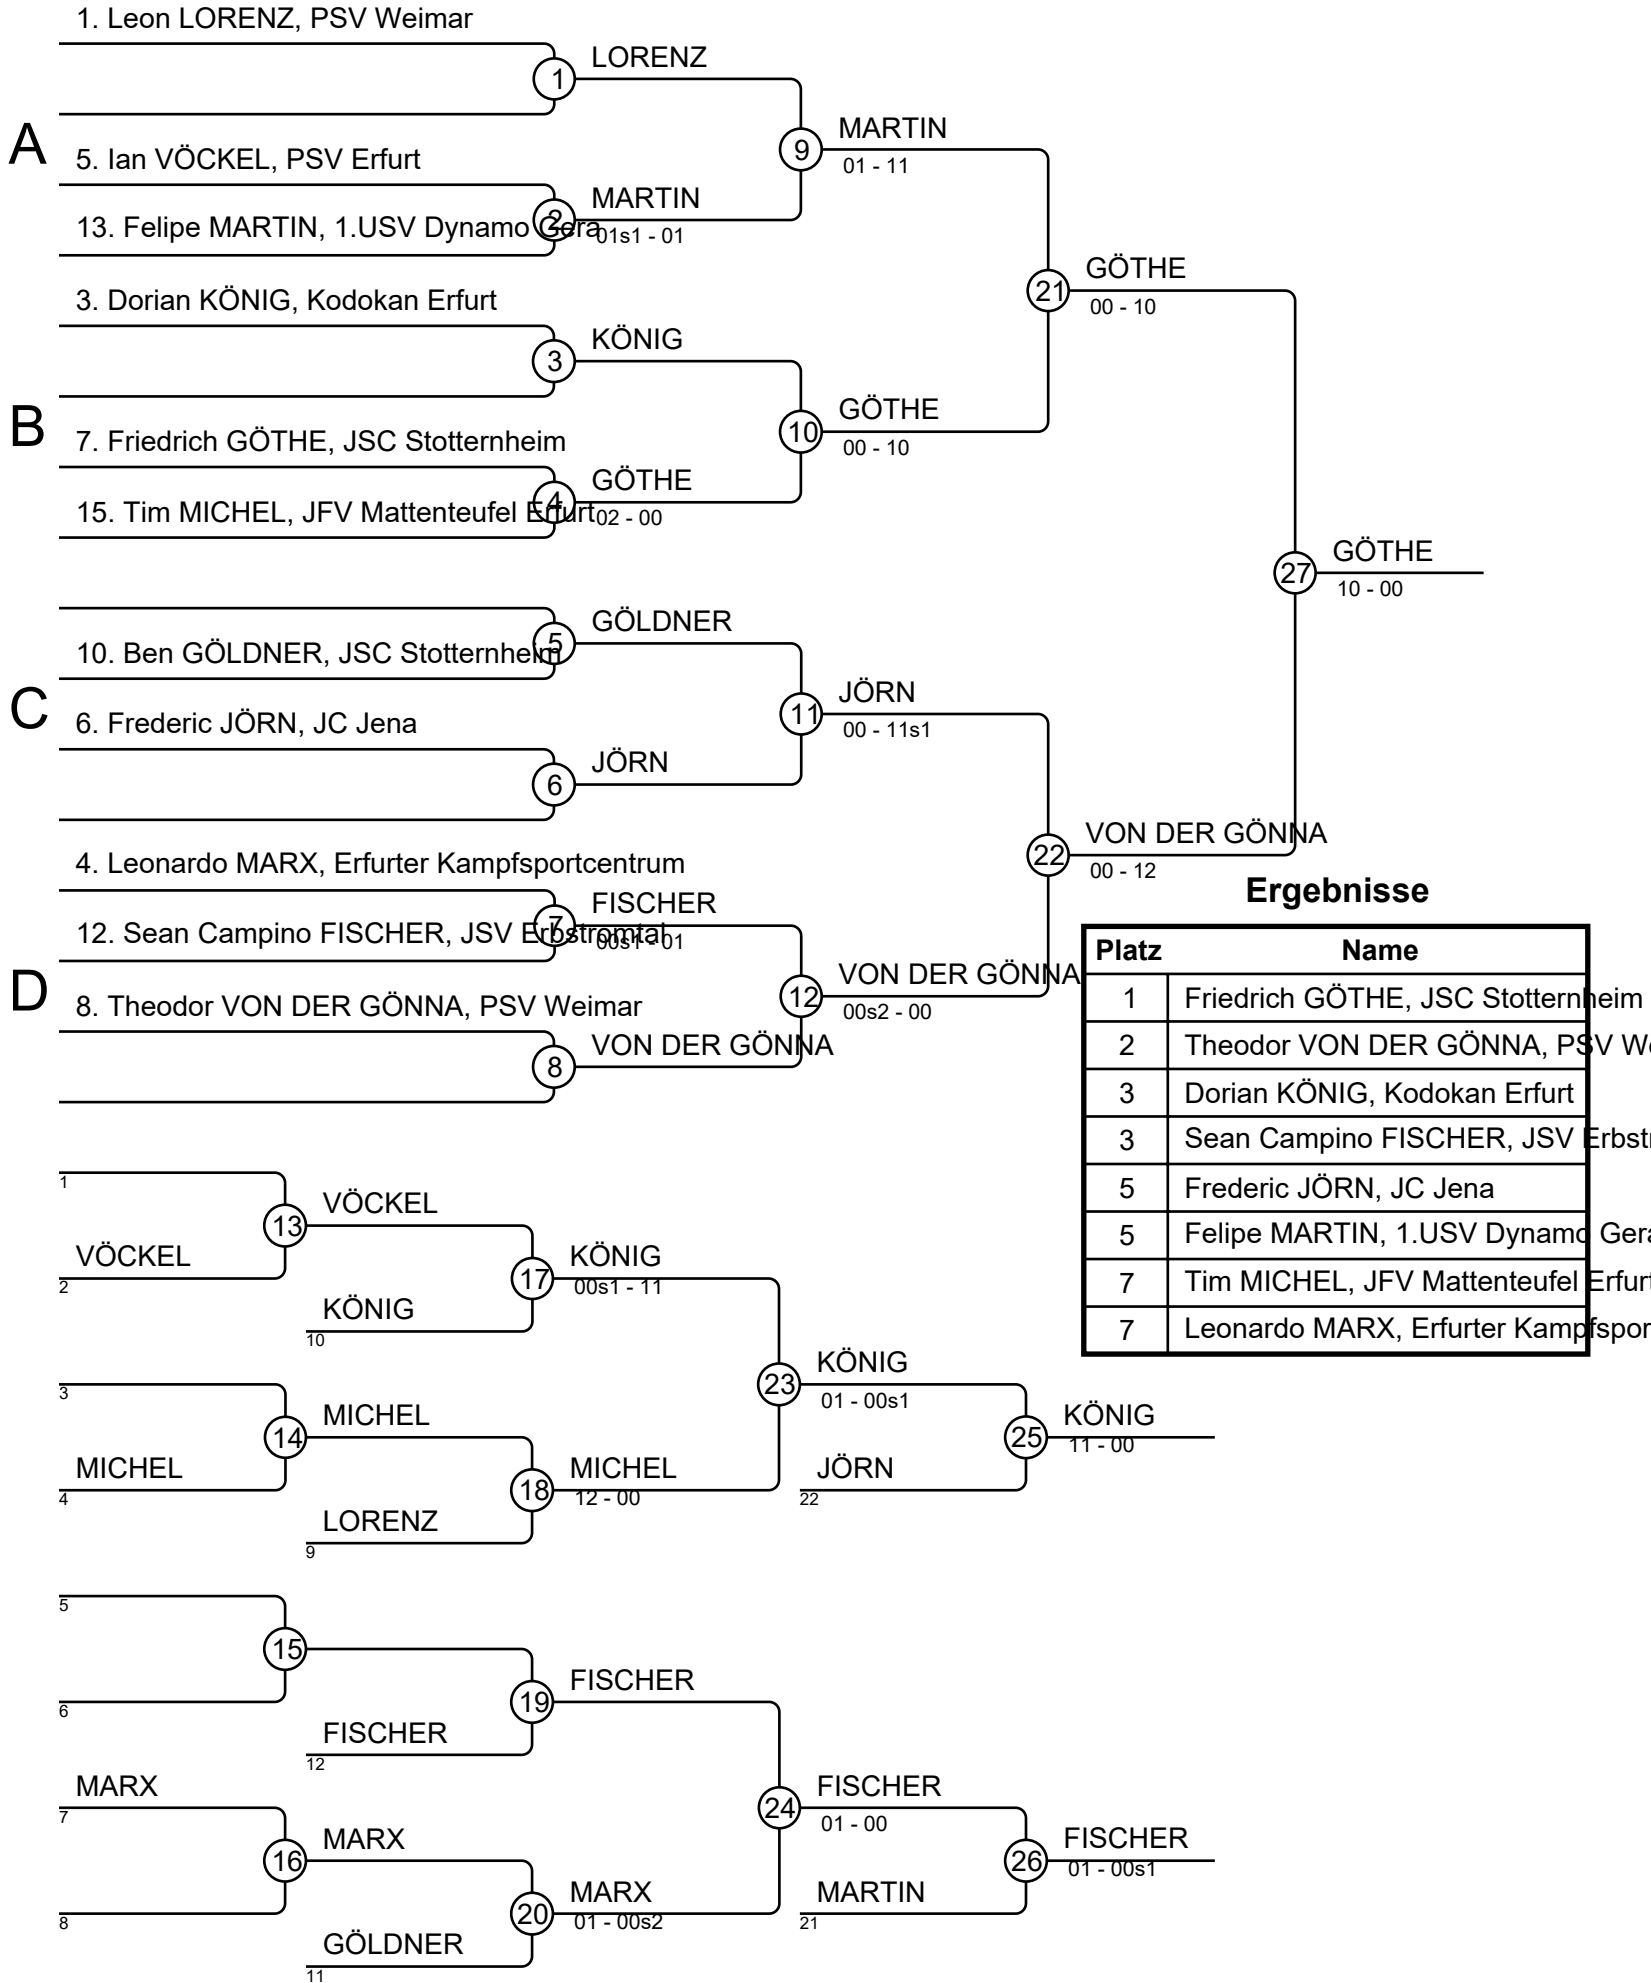 1. Leon LORENZ, PSV Weimar
1
LORENZ
A
5. Ian VÖCKEL, PSV Erfurt
13. Felipe MARTIN, 1.USV Dynamo Gera
2
MARTIN
01s1 - 01
9
MARTIN
01 - 11
3. Dorian KÖNIG, Kodokan Erfurt
3
KÖNIG
B
7. Friedrich GÖTHE, JSC Stotternheim
15. Tim MICHEL, JFV Mattenteufel Erfurt
4
GÖTHE
02 - 00
10
GÖTHE
00 - 10
21
GÖTHE
00 - 10
27
GÖTHE
10 - 00
10. Ben GÖLDNER, JSC Stotternheim
5
GÖLDNER
C
6. Frederic JÖRN, JC Jena
6
JÖRN
11
JÖRN
00 - 11s1
4. Leonardo MARX, Erfurter Kampfsportcentrum
12. Sean Campino FISCHER, JSV Erbstromtal
7
FISCHER
00s1 - 01
D
8. Theodor VON DER GÖNNA, PSV Weimar
8
VON DER GÖNNA
12
VON DER GÖNNA
00s2 - 00
22
VON DER GÖNNA
00 - 12
Ergebnisse
Platz Name
1 Friedrich GÖTHE, JSC Stotternheim
2 Theodor VON DER GÖNNA, PSV
3 Dorian KÖNIG, Kodokan Erfurt
3 Sean Campino FISCHER, JSV
5 Frederic JÖRN, JC Jena
5 Felipe MARTIN, 1.USV Dynamo Gera
7 Tim MICHEL, JFV Mattenteufel Erfurt
7 Leonardo MARX, Erfurter
1
2
VÖCKEL
13
VÖCKEL
10
KÖNIG
17
KÖNIG
00s1 - 11
3
4
MICHEL
14
MICHEL
9
LORENZ
18
MICHEL
12 - 00
23
KÖNIG
01 - 00s1
22
JÖRN
25
KÖNIG
11 - 00
5
6
15
12
FISCHER
19
FISCHER
MARX
7
8
16
MARX
11
GÖLDNER
20
MARX
01 - 00s2
24
FISCHER
01 - 00
21
MARTIN
26
FISCHER
01 - 00s1